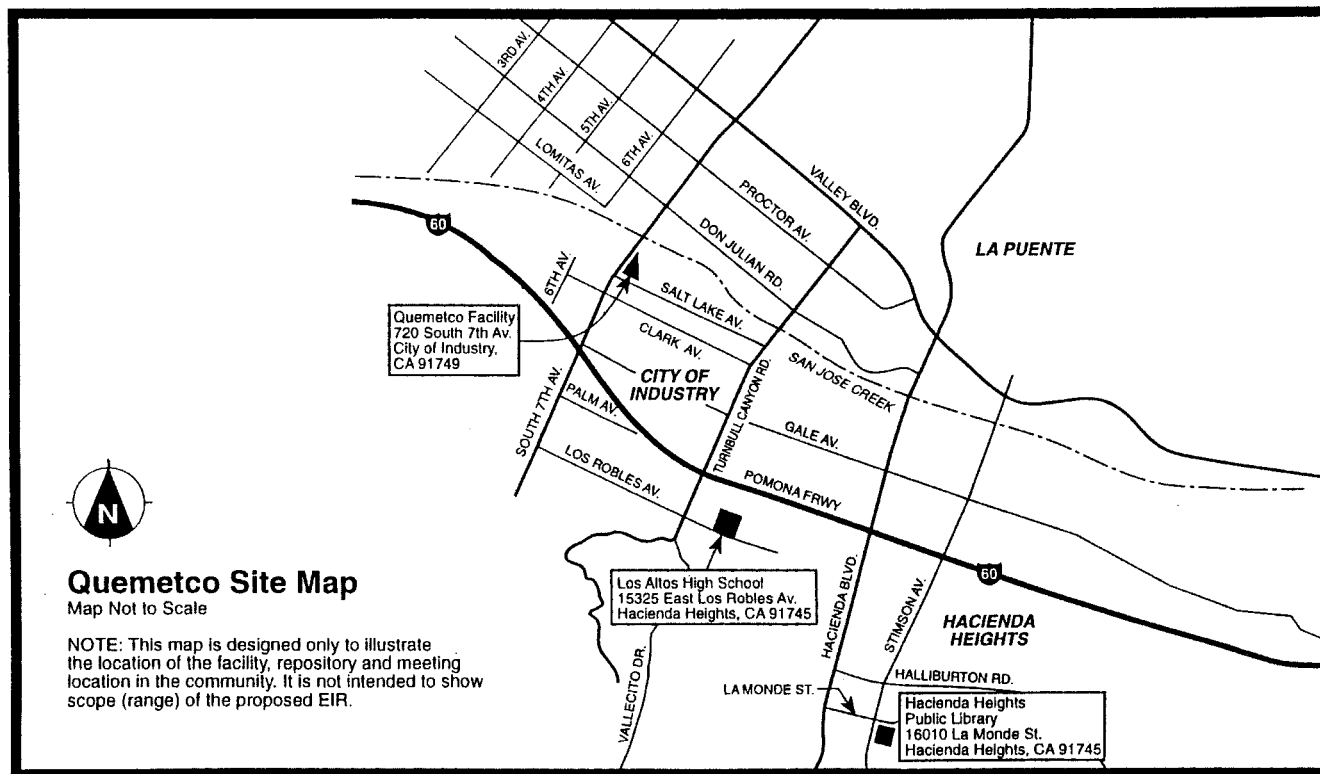 3RD AV.
4TH AV.
5TH AV.
6TH AV.
LOMITAS AV.
VALLEY BLVD.
PROCTOR AV.
DON JULIAN RD.
LA PUENTE
60
6TH AV.
SALT LAKE AV.
CLARK AV.
Quemetco Facility
720 South 7th Av.
City of Industry,
CA 91749
CITY OF
INDUSTRY
SAN JOSE CREEK
SOUTH 7TH AV.
PALM AV.
TURNBULL CANYON RD.
GALE AV.
LOS ROBLES AV.
POMONA FRWY
N
Quemetco Site Map
Map Not to Scale
NOTE: This map is designed only to illustrate
the location of the facility, repository and meeting
location in the community. It is not intended to show
scope (range) of the proposed EIR.
Los Altos High School
15325 East Los Robles Av.
Hacienda Heights, CA 91745
60
HACIENDA BLVD.
STIMSON AV.
HACIENDA
HEIGHTS
VALLECITO DR.
HALLIBURTON RD.
LA MONDE ST.
Hacienda Heights
Public Library
16010 La Monde St.
Hacienda Heights, CA 91745